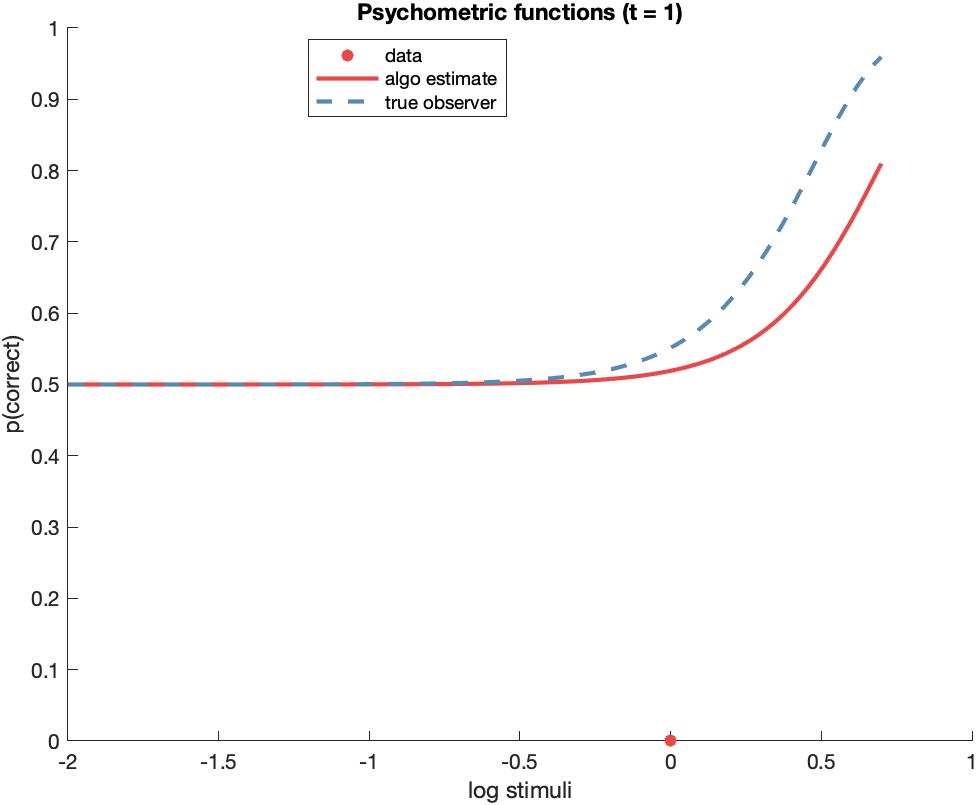 Psychometric functions (t = 1)
data
algo estimate
true observer
p(correct)
1
0.9
0.8
0.7
0.6
0.5
0.4
0.3
0.2
0.1
0
-2 -1.5 -1 -0.5 0 0.5 1
log stimuli